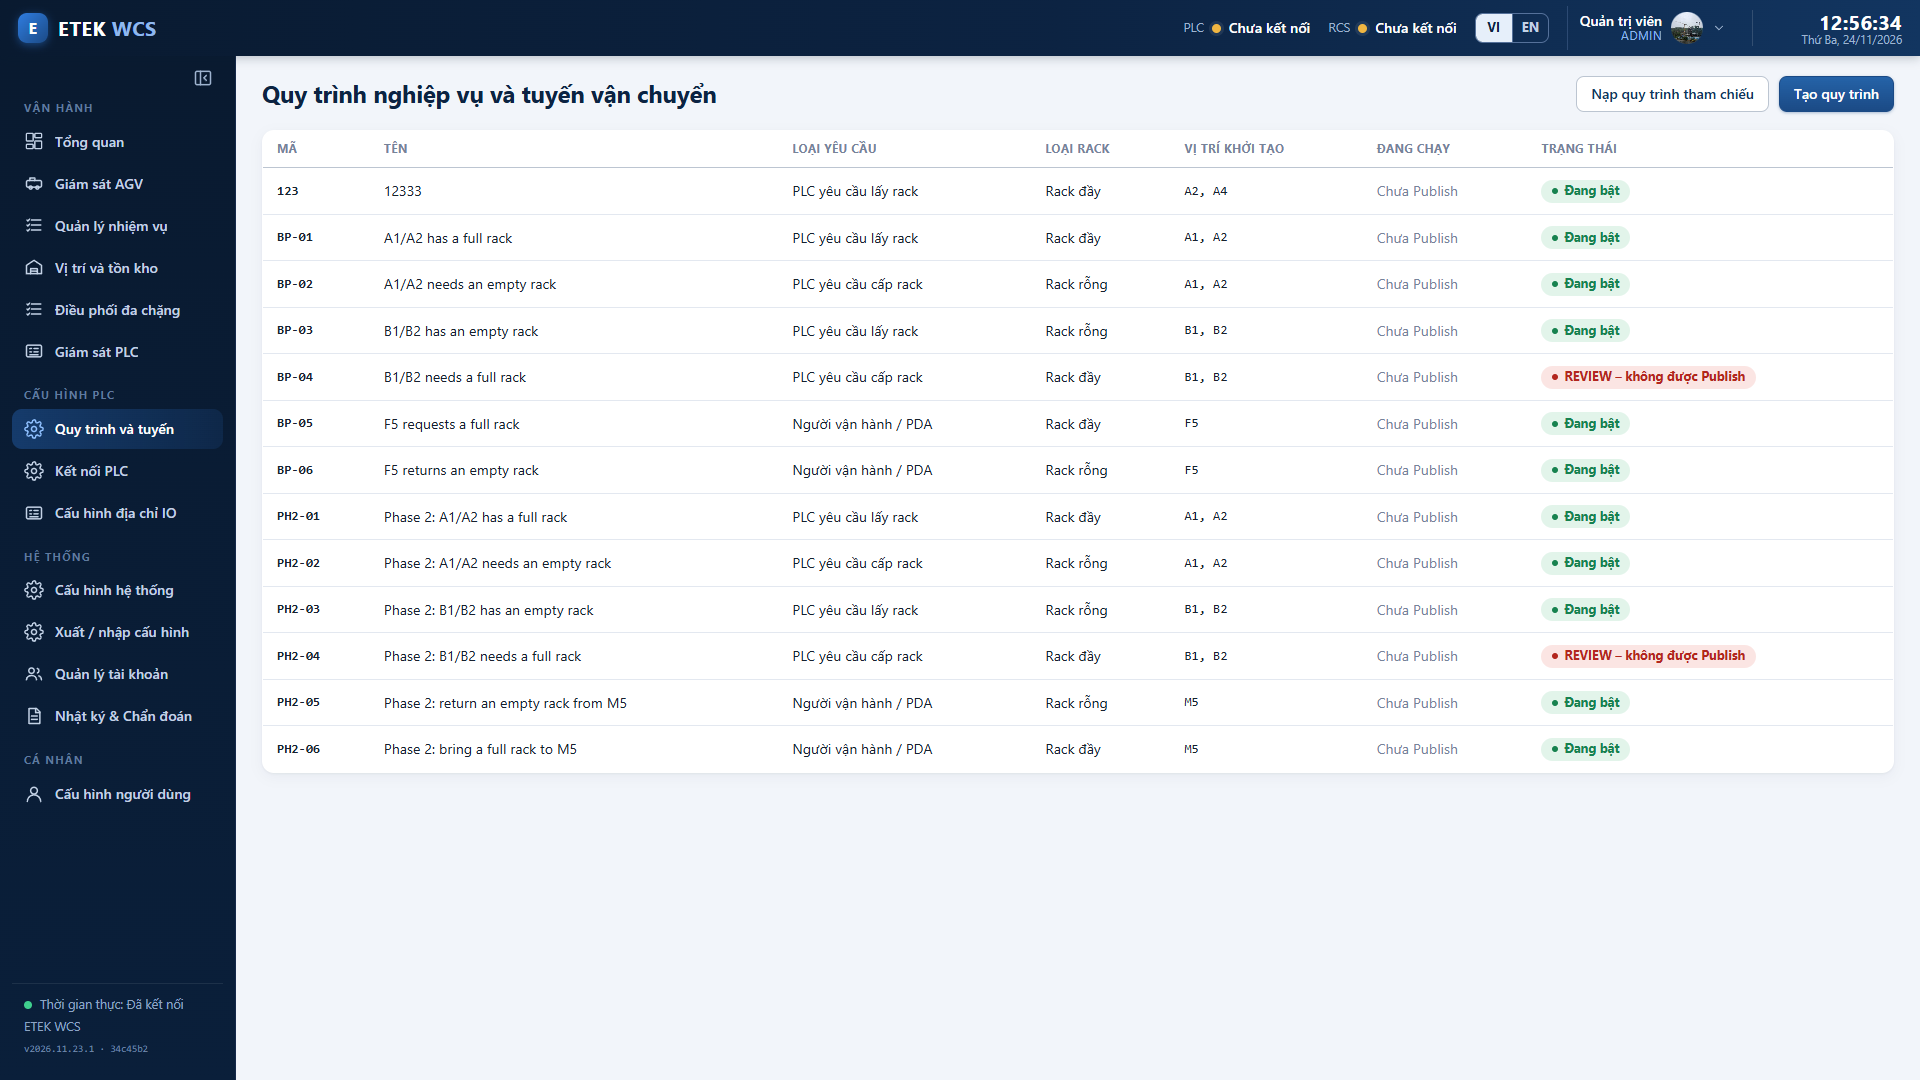 E ETEK WCS
PLC Chưa kết nối RCS Chưa kết nối VI EN Quản trị viên ADMIN 12:56:34 Thứ Ba, 24/11/2026
VẬN HÀNH
Tổng quan
Giám sát AGV
Quản lý nhiệm vụ
Vị trí và tồn kho
Điều phối đa chặng
Giám sát PLC
CẤU HÌNH PLC
Quy trình và tuyến
Kết nối PLC
Cấu hình địa chỉ IO
HỆ THỐNG
Cấu hình hệ thống
Xuất / nhập cấu hình
Quản lý tài khoản
Nhật ký & Chẩn đoán
CÁ NHÂN
Cấu hình người dùng
Thời gian thực: Đã kết nối
ETEK WCS
v2026.11.23.1 · 34c45b2
Quy trình nghiệp vụ và tuyến vận chuyển
Nạp quy trình tham chiếu Tạo quy trình
MÃ TÊN LOẠI YÊU CẦU LOẠI RACK VỊ TRÍ KHỞI TẠO ĐANG CHẠY TRẠNG THÁI
123 12333 PLC yêu cầu lấy rack Rack đầy A2, A4 Chưa Publish Đang bật
BP-01 A1/A2 has a full rack PLC yêu cầu lấy rack Rack đầy A1, A2 Chưa Publish Đang bật
BP-02 A1/A2 needs an empty rack PLC yêu cầu cấp rack Rack rỗng A1, A2 Chưa Publish Đang bật
BP-03 B1/B2 has an empty rack PLC yêu cầu lấy rack Rack rỗng B1, B2 Chưa Publish Đang bật
BP-04 B1/B2 needs a full rack PLC yêu cầu cấp rack Rack đầy B1, B2 Chưa Publish REVIEW – không được Publish
BP-05 F5 requests a full rack Người vận hành / PDA Rack đầy F5 Chưa Publish Đang bật
BP-06 F5 returns an empty rack Người vận hành / PDA Rack rỗng F5 Chưa Publish Đang bật
PH2-01 Phase 2: A1/A2 has a full rack PLC yêu cầu lấy rack Rack đầy A1, A2 Chưa Publish Đang bật
PH2-02 Phase 2: A1/A2 needs an empty rack PLC yêu cầu cấp rack Rack rỗng A1, A2 Chưa Publish Đang bật
PH2-03 Phase 2: B1/B2 has an empty rack PLC yêu cầu lấy rack Rack rỗng B1, B2 Chưa Publish Đang bật
PH2-04 Phase 2: B1/B2 needs a full rack PLC yêu cầu cấp rack Rack đầy B1, B2 Chưa Publish REVIEW – không được Publish
PH2-05 Phase 2: return an empty rack from M5 Người vận hành / PDA Rack rỗng M5 Chưa Publish Đang bật
PH2-06 Phase 2: bring a full rack to M5 Người vận hành / PDA Rack đầy M5 Chưa Publish Đang bật